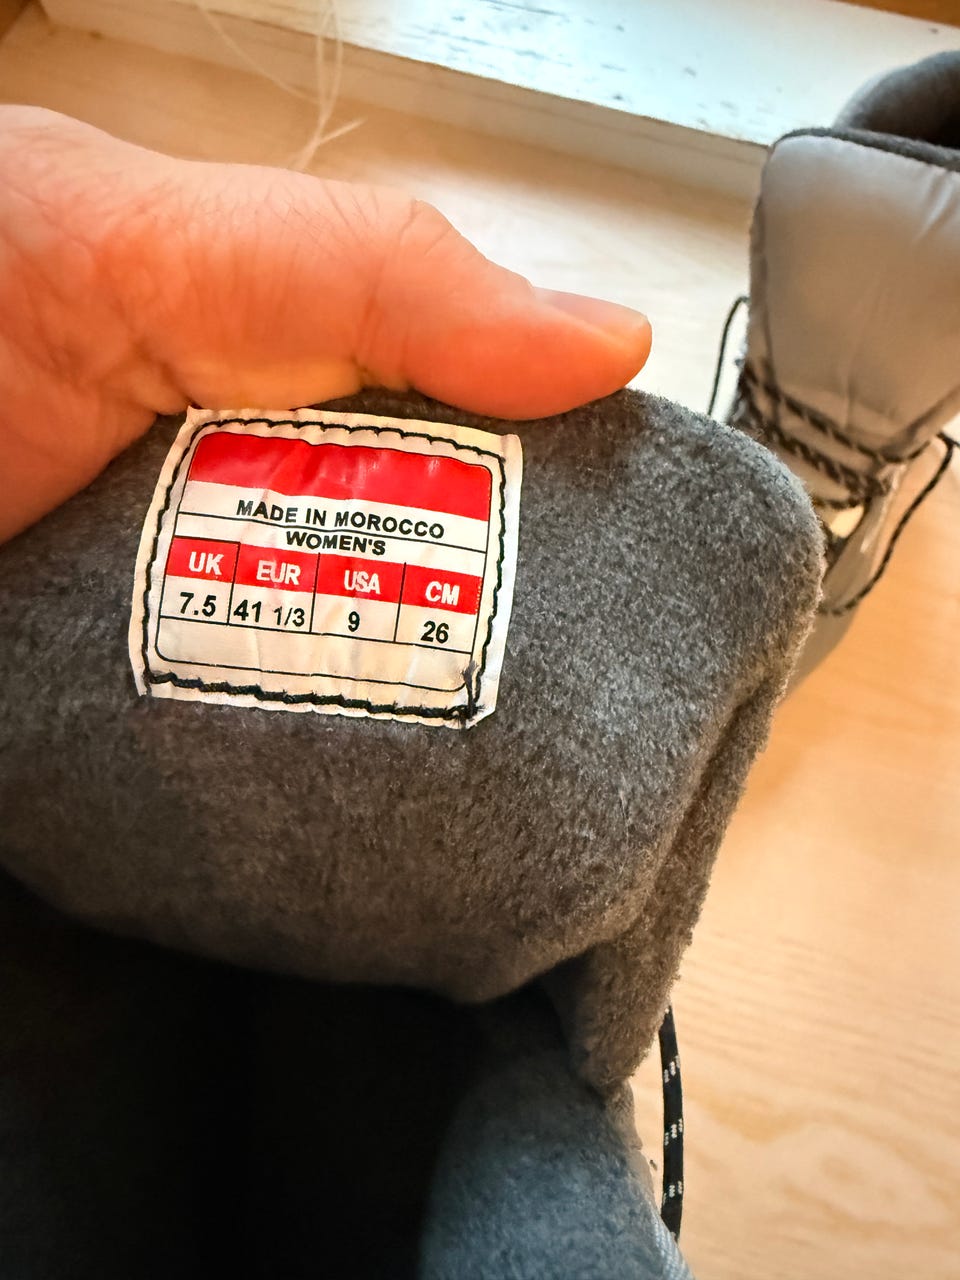 MADE IN MOROCCO
WOMEN'S
UK EUR USA CM
7.5 41 1/3 9 26